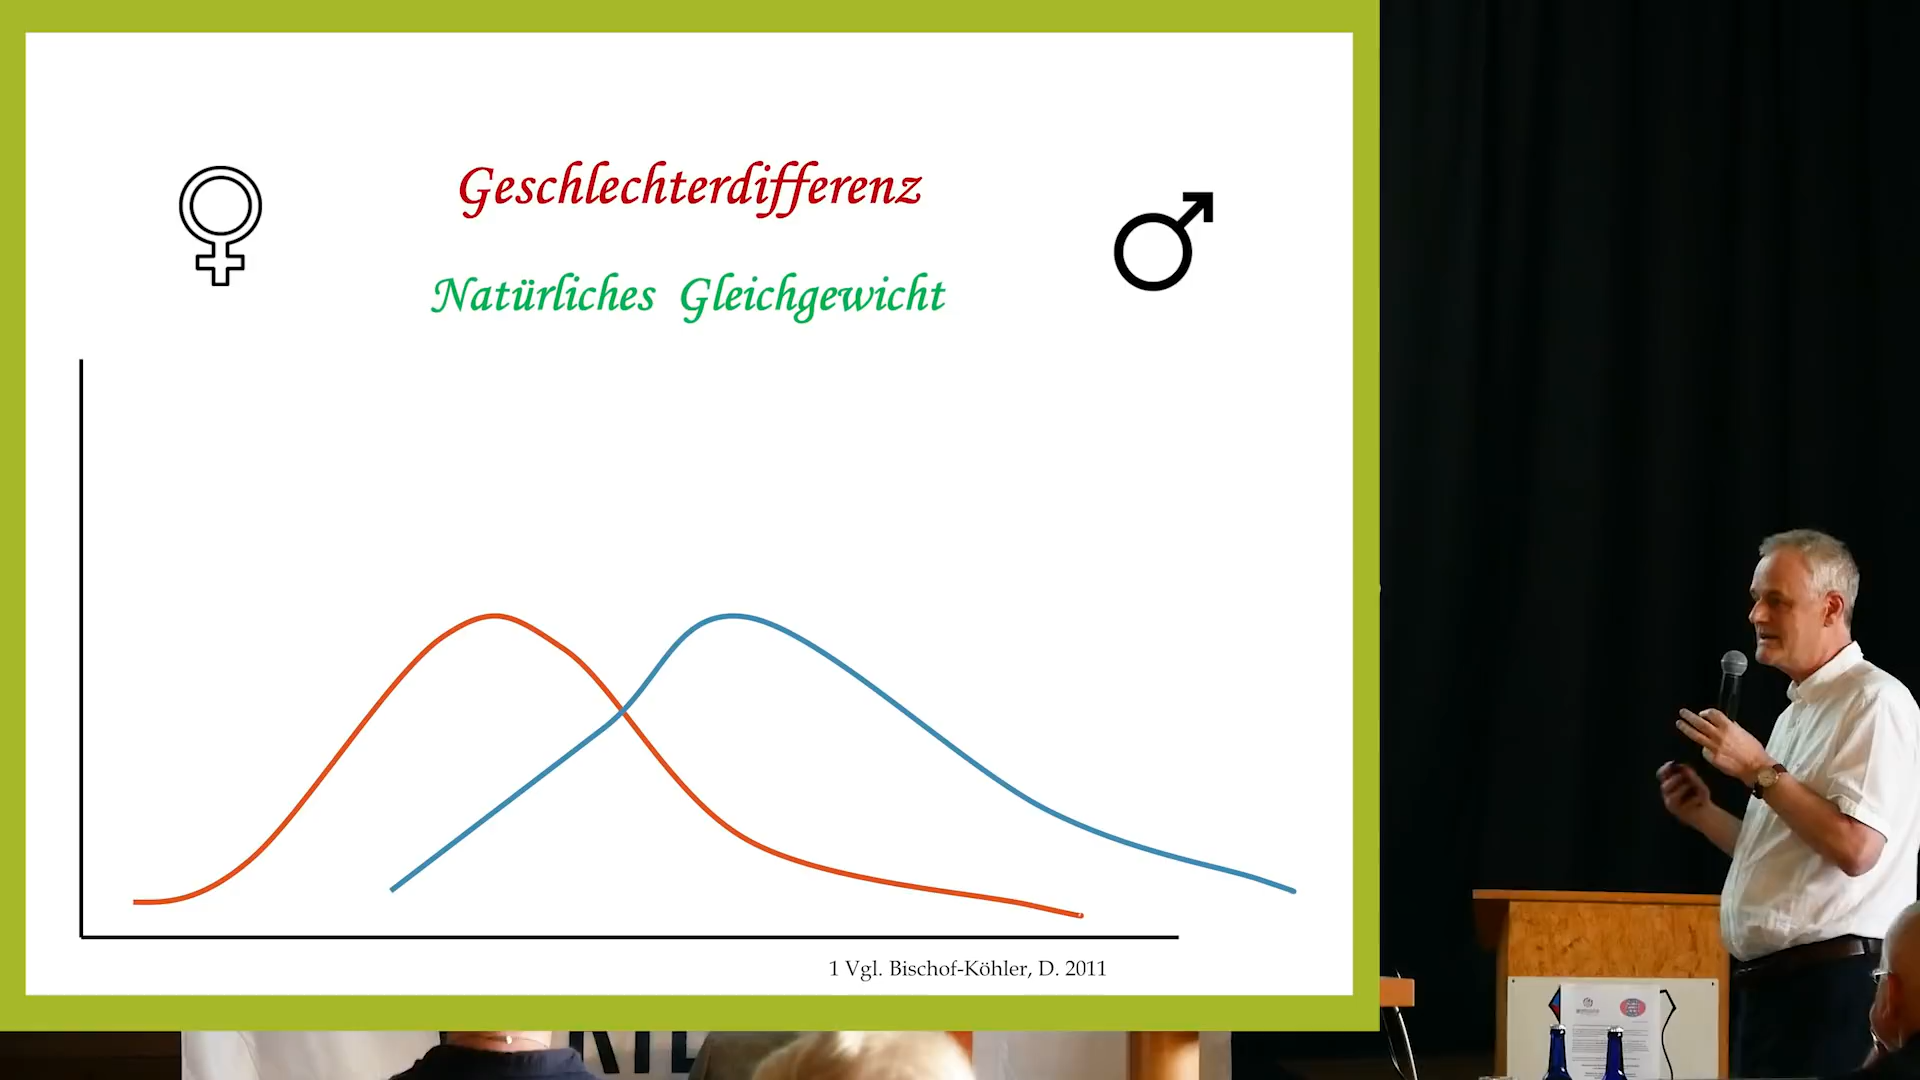 Geschlechterdifferenz
Natürliches Gleichgewicht
1 Vgl. Bischof-Köhler, D. 2011